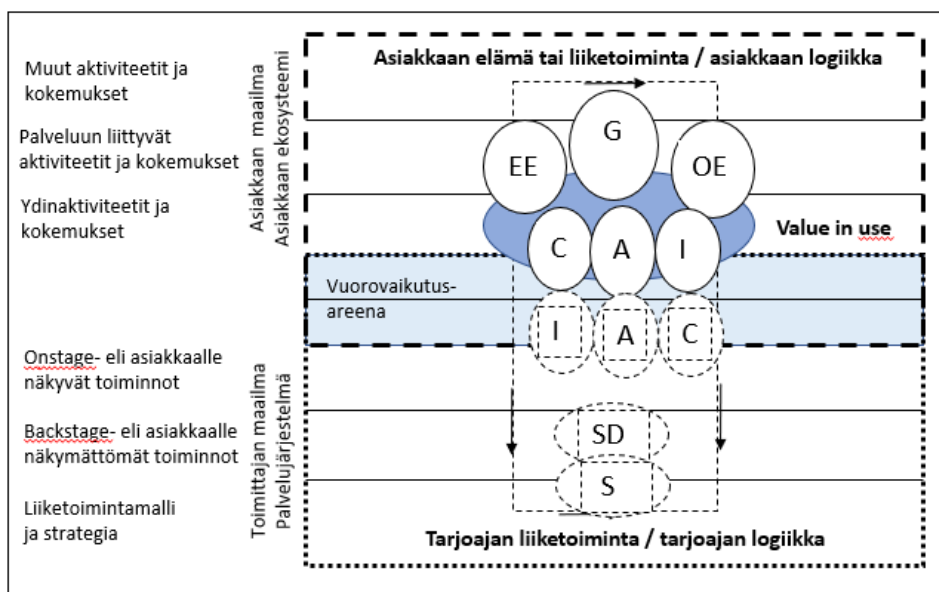 Asiakkaan elämä tai liiketoiminta / asiakkaan logiikka
Muut aktiviteetit ja
kokemukset
Palveluun liittyvät
aktiviteetit ja kokemukset
Ydinaktiviteetit ja
kokemukset
Asiakkaan maailma
Asiakkaan ekosysteemi
G
EE
OE
C
A
I
Value in use
Vuorovaikutus-
areena
I
A
C
Onstage- eli asiakkaalle
näkyvät toiminnot
Backstage- eli asiakkaalle
näkymättömät toiminnot
Liiketoimintamalli
ja strategia
Toimittajan maailma
Palvelujärjestelmä
SD
S
Tarjoajan liiketoiminta / tarjoajan logiikka